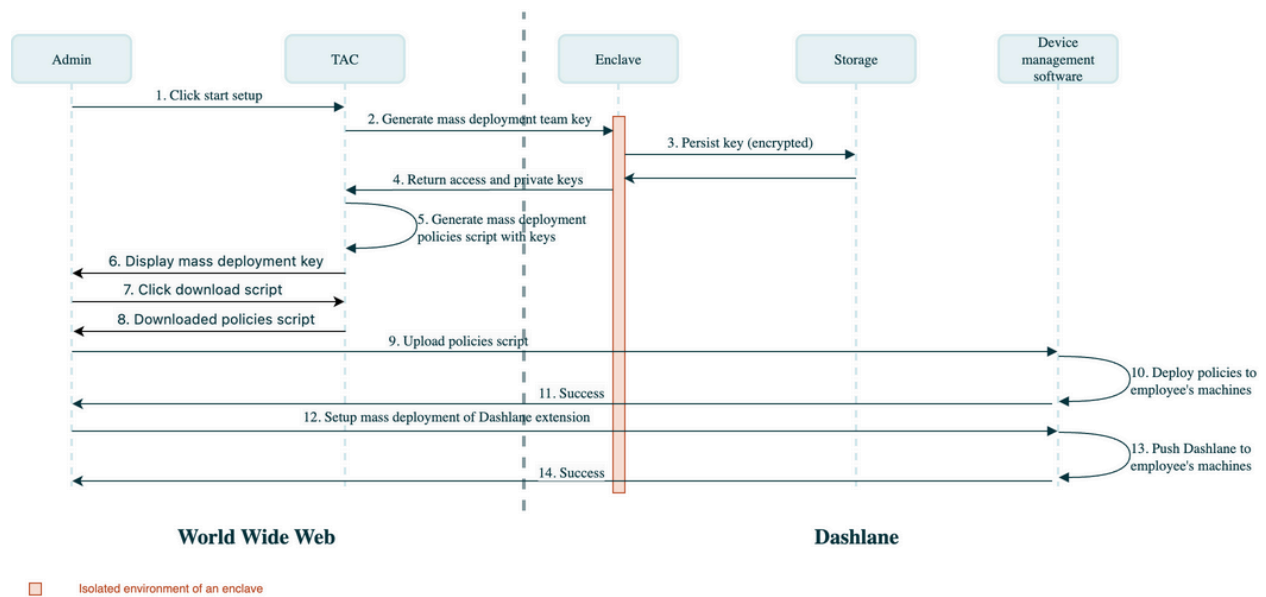 Admin
TAC
Enclave
Storage
Device
management
software
1. Click start setup
2. Generate mass deployment team key
3. Persist key (encrypted)
4. Return access and private keys
5. Generate mass deployment
policies script with keys
6. Display mass deployment key
7. Click download script
8. Downloaded policies script
9. Upload policies script
10. Deploy policies to
employee's machines
11. Success
12. Setup mass deployment of Dashlane extension
13. Push Dashlane to
employee's machines
14. Success
World Wide Web
Dashlane
Isolated environment of an enclave